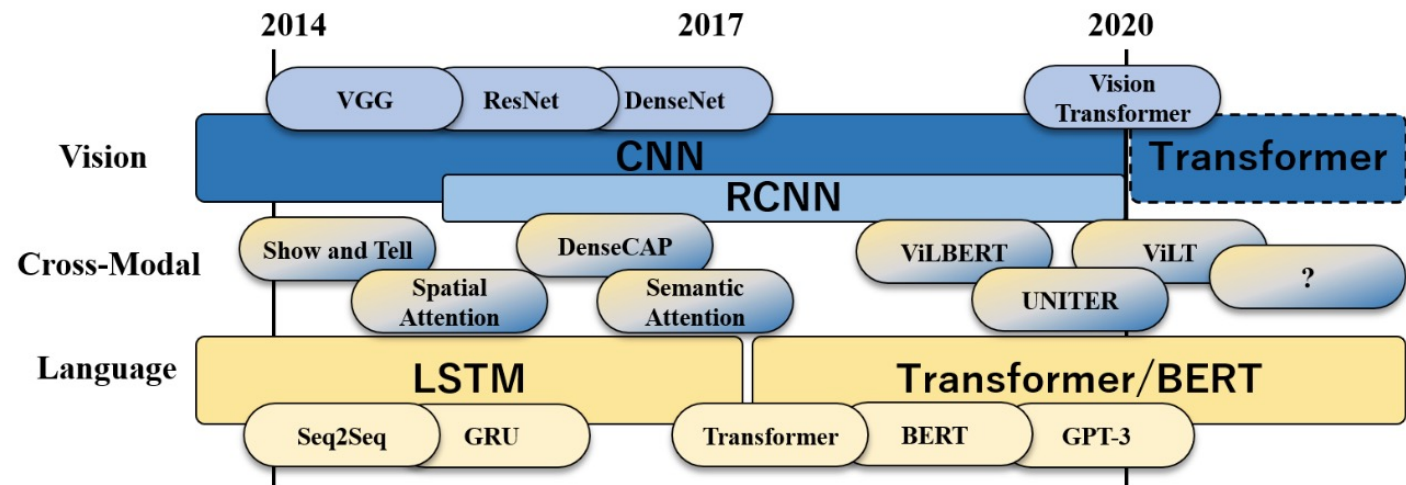 2014 2017 2020
VGG ResNet DenseNet Vision
Transformer
Vision CNN Transformer
RCNN
Cross-Modal Show and Tell DenseCAP ViLBERT ViLT ?
Spatial
Attention
Semantic
Attention
UNITER
Language LSTM Transformer/BERT
Seq2Seq GRU Transformer BERT GPT-3